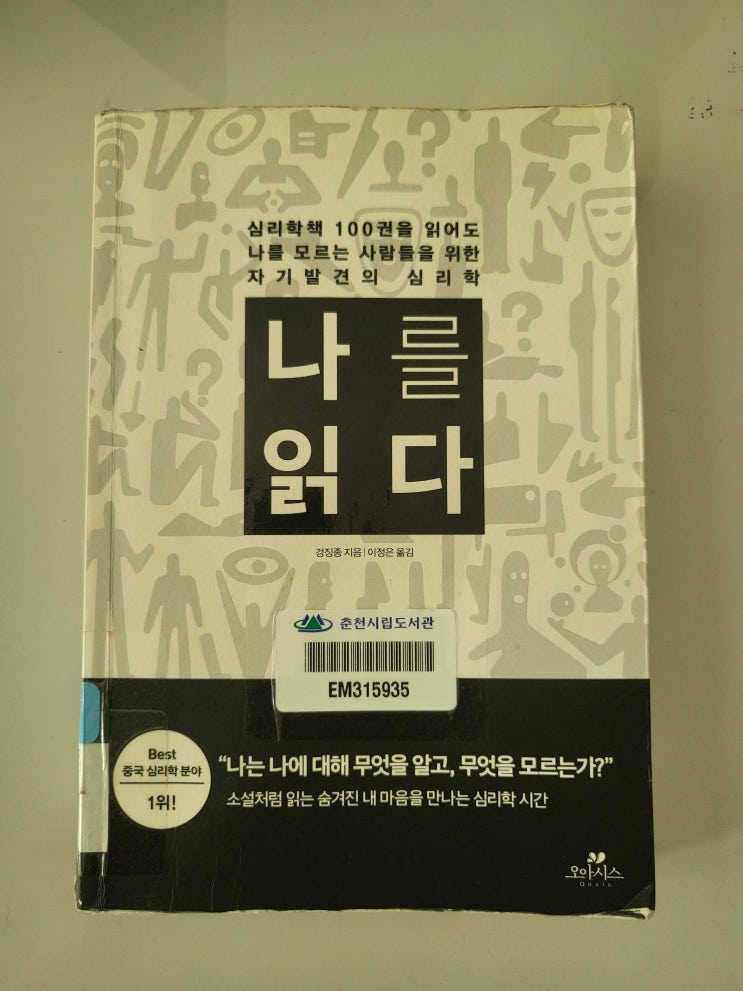 심리학책 100권을 읽어도
나를 모르는 사람들을 위한
자기발견의 심리학
나를
읽다
겅징종 지음 | 이정은 옮김
춘천시립도서관
EM315935
Best
중국 심리학 분야
1위!
“나는 나에 대해 무엇을 알고, 무엇을 모르는가?”
소설처럼 읽는 숨겨진 내 마음을 만나는 심리학 시간
오아시스
Oasis